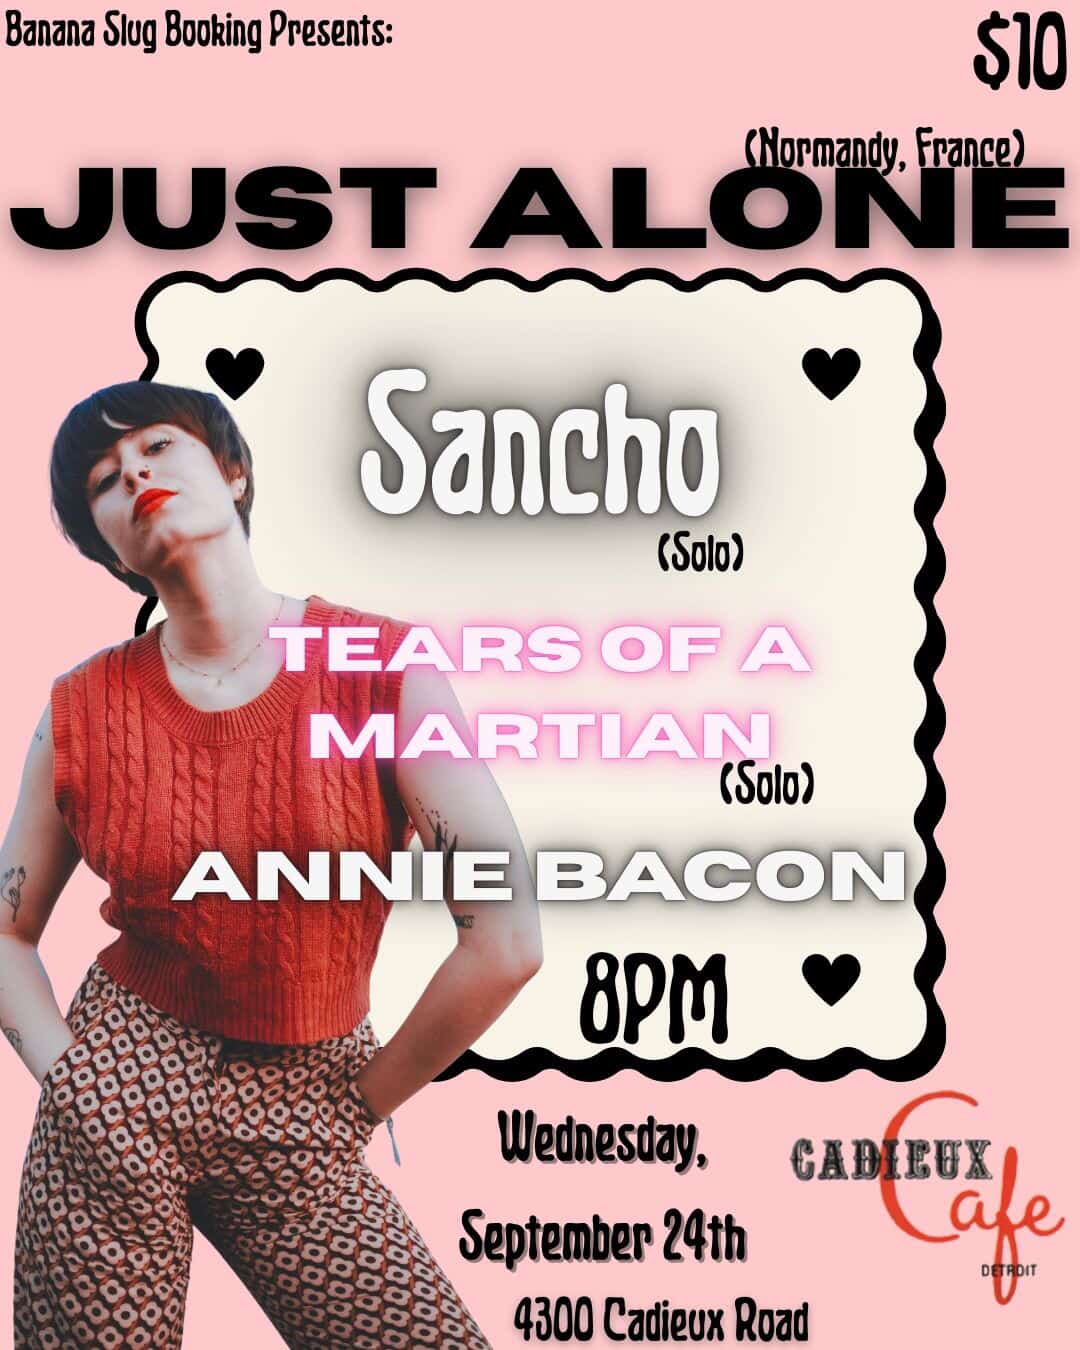 Banana Slug Booking Presents:
$10
(Normandy, France)
JUST ALONE
Sancho
(Solo)
TEARS OF A
MARTIAN
(Solo)
ANNIE BACON
8PM
Wednesday,
September 24th
4300 Cadieux Road
CADIEUX
Cafe
DETROIT